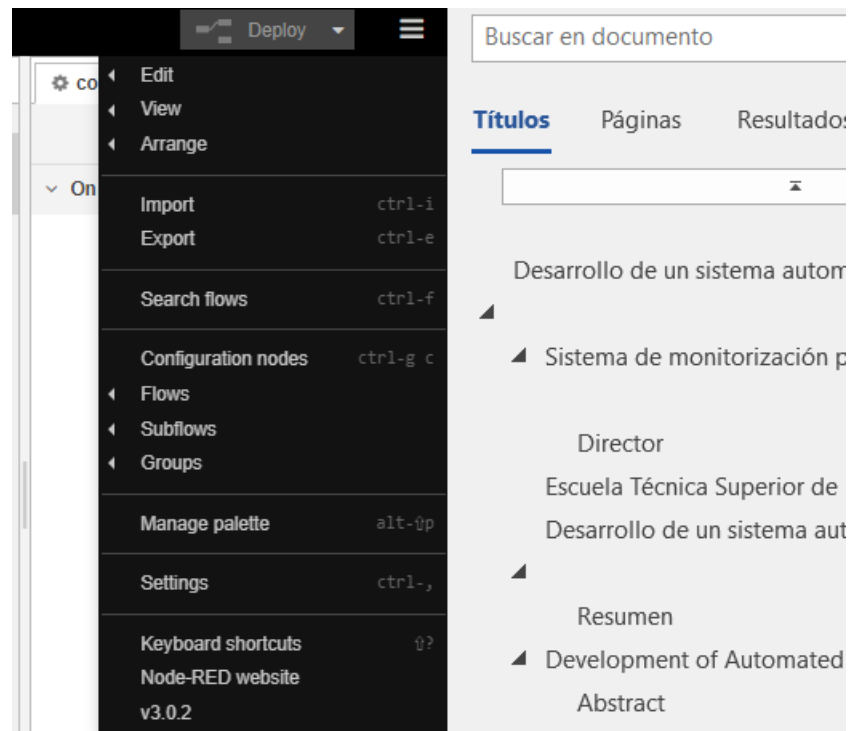 Deploy
co
On
Edit
View
Arrange
Import ctrl-i
Export ctrl-e
Search flows ctrl-f
Configuration nodes ctrl-g c
Flows
Subflows
Groups
Manage palette alt-⇧p
Settings ctrl-,
Keyboard shortcuts ⇧?
Node-RED website
v3.0.2
Buscar en documento
Títulos Páginas Resultados
Desarrollo de un sistema autom
Sistema de monitorización p
Director
Escuela Técnica Superior de
Desarrollo de un sistema aut
Resumen
Development of Automated
Abstract